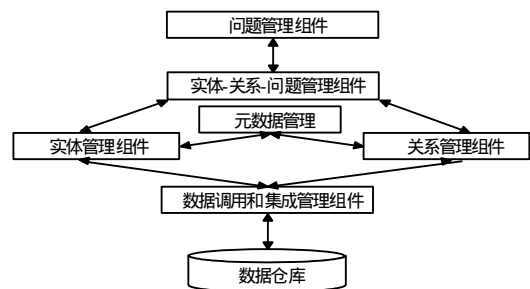 问题管理组件
实体-关系-问题管理组件
元数据管理
实体管理组件
关系管理组件
数据调用和集成管理组件
数据仓库